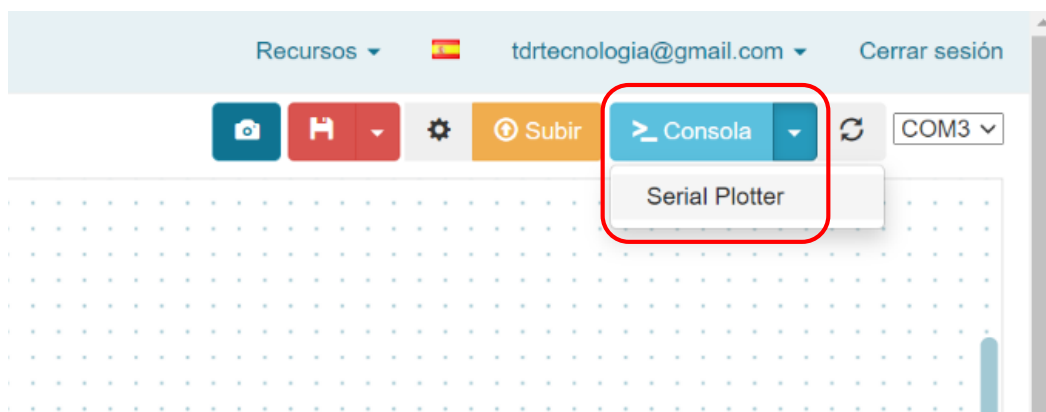 Recursos tdrtecnologia@gmail.com Cerrar sesión
Subir >_ Consola COM3
Serial Plotter